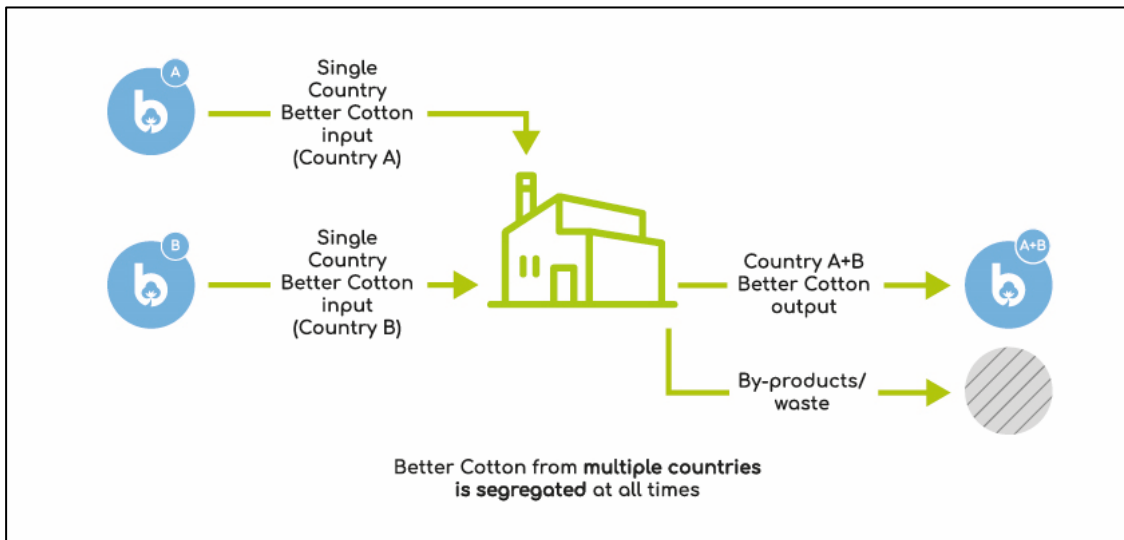 A
Single
Country
Better Cotton
input
(Country A)
B
Single
Country
Better Cotton
input
(Country B)
Country A+B
Better Cotton
output
A+B
By-products/
waste
Better Cotton from multiple countries
is segregated at all times